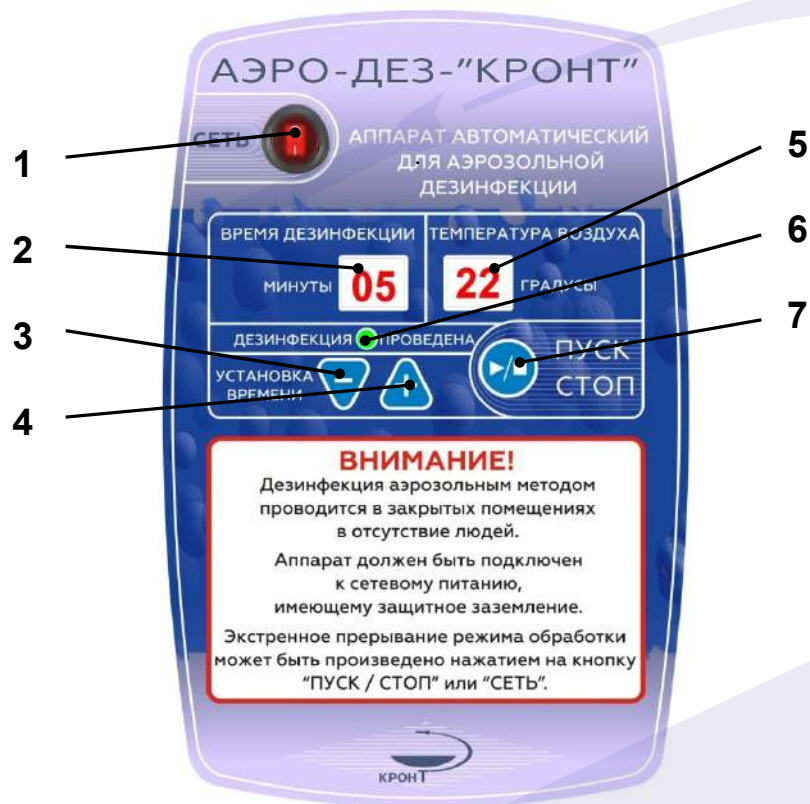 АЭРО-ДЕЗ-"КРОНТ"
СЕТЬ
АППАРАТ АВТОМАТИЧЕСКИЙ
ДЛЯ АЭРОЗОЛЬНОЙ
ДЕЗИНФЕКЦИИ
1
5
ВРЕМЯ ДЕЗИНФЕКЦИИ
ТЕМПЕРАТУРА ВОЗДУХА
2
6
МИНУТЫ 05
22 ГРАДУСЫ
3
7
ДЕЗИНФЕКЦИЯ ПРОВЕДЕНА
УСТАНОВКА
ВРЕМЕНИ
- +
ПУСК
СТОП
4
ВНИМАНИЕ!
Дезинфекция аэрозольным методом
проводится в закрытых помещениях
в отсутствие людей.
Аппарат должен быть подключен
к сетевому питанию,
имеющему защитное заземление.
Экстренное прерывание режима обработки
может быть произведено нажатием на кнопку
"ПУСК / СТОП" или "СЕТЬ".
КРОНТ